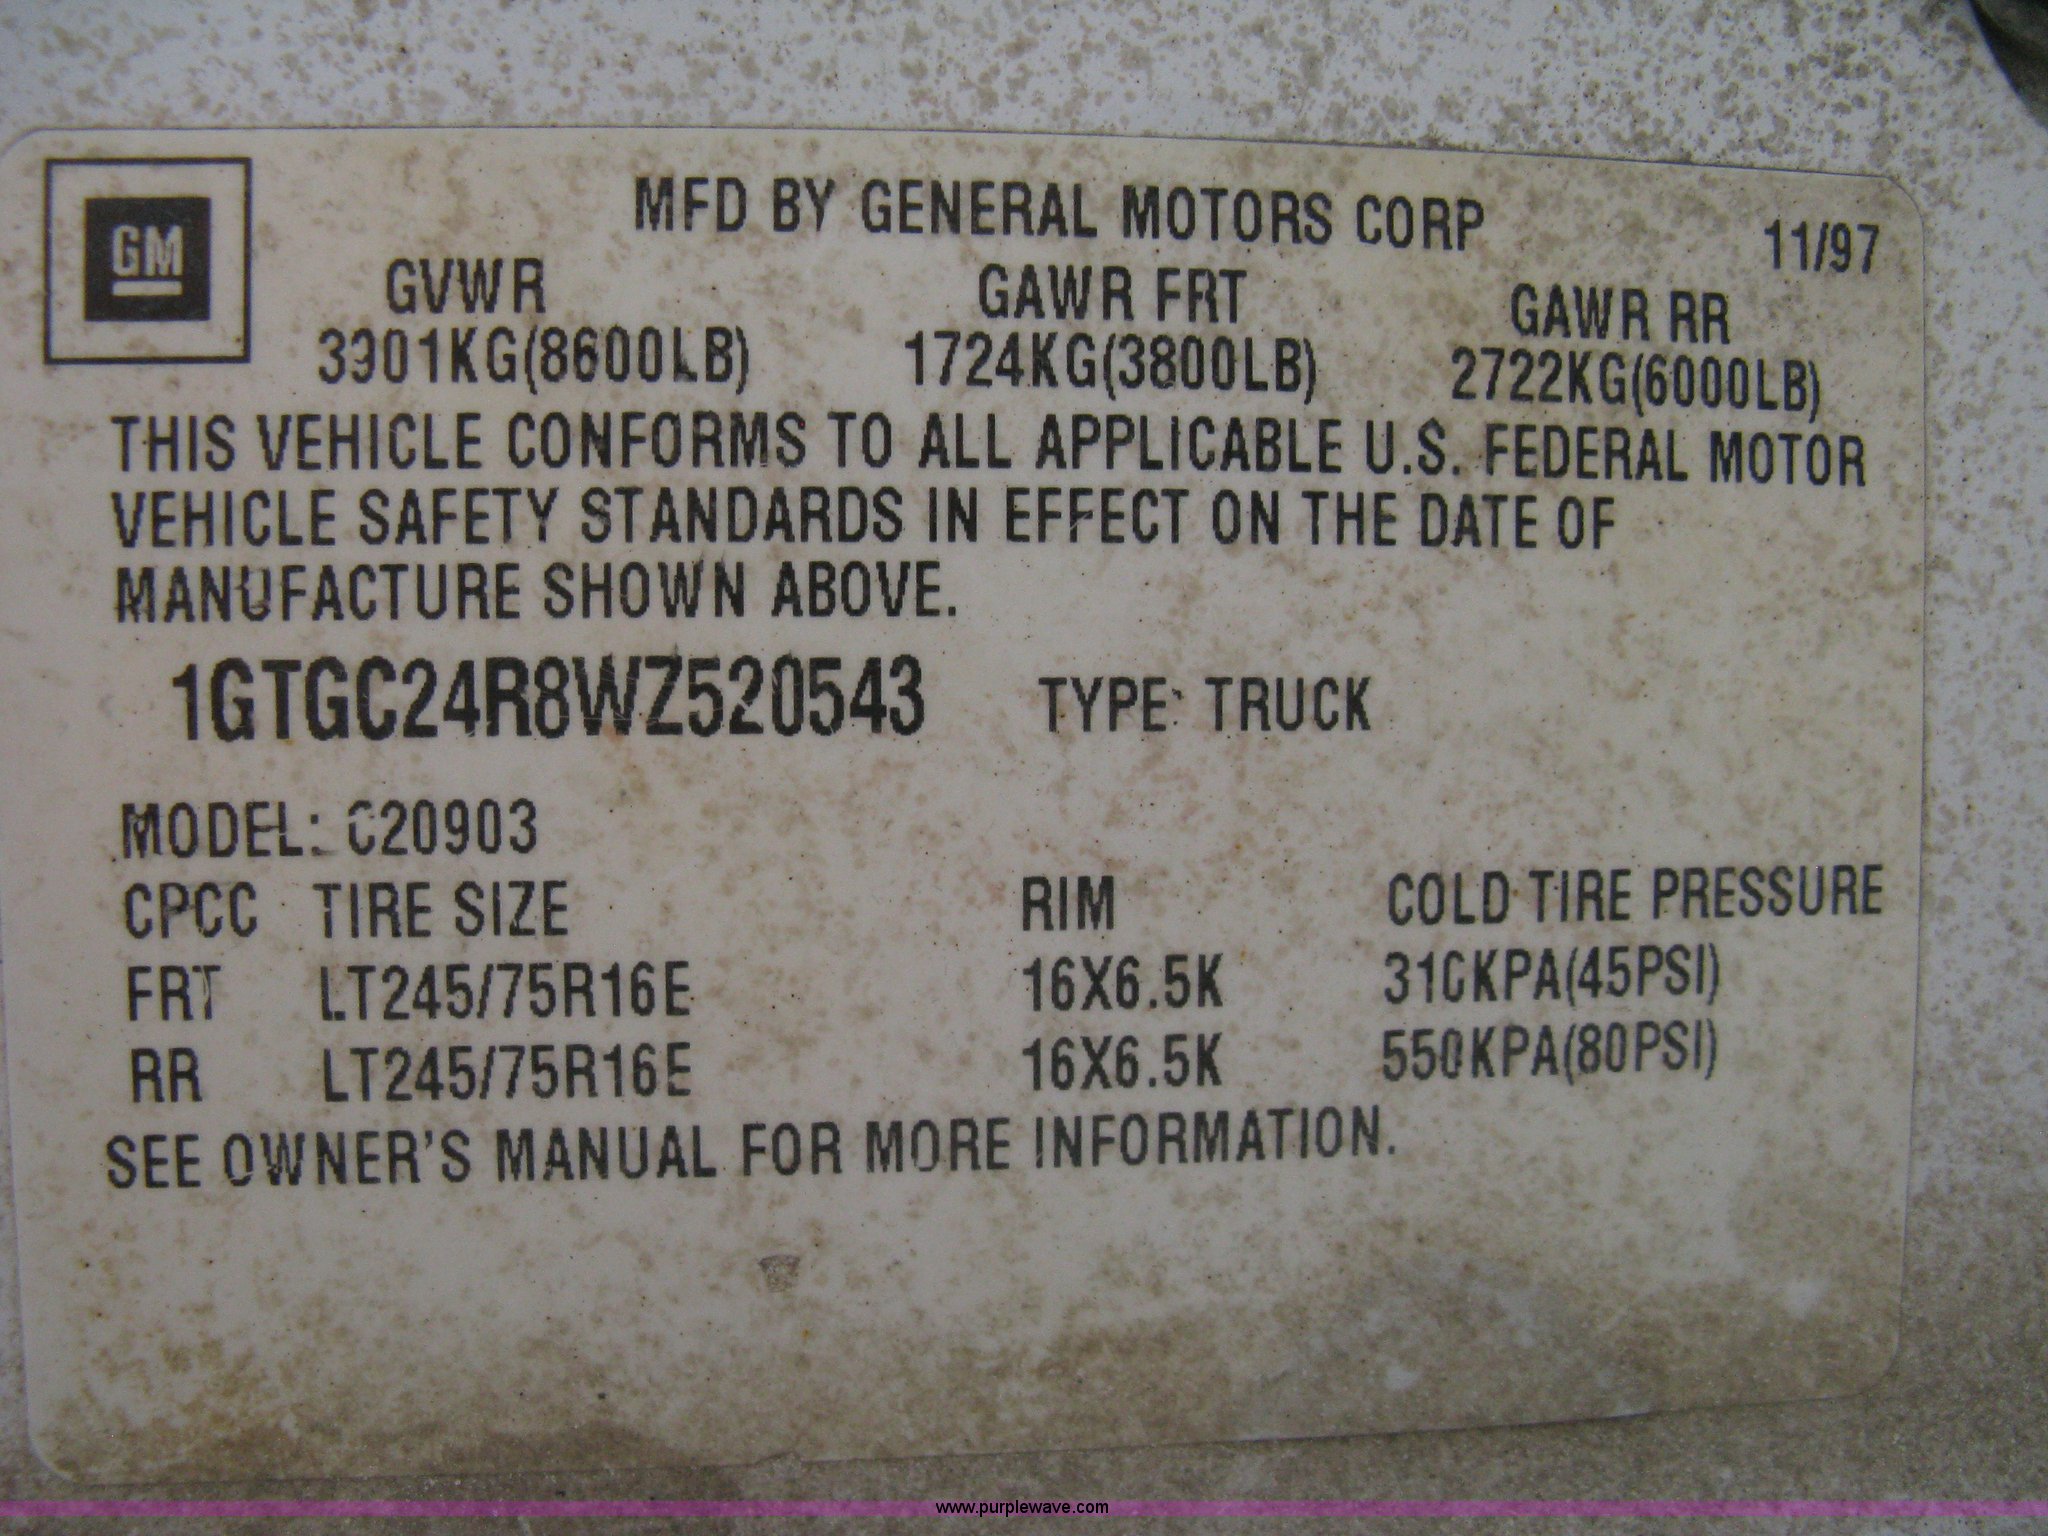 GM
MFD BY GENERAL MOTORS CORP 11/97
GVWR GAWR FRT GAWR RR
3901KG(8600LB) 1724KG(3800LB) 2722KG(6000LB)
THIS VEHICLE CONFORMS TO ALL APPLICABLE U.S. FEDERAL MOTOR
VEHICLE SAFETY STANDARDS IN EFFECT ON THE DATE OF
MANUFACTURE SHOWN ABOVE.
1GTGC24R8WZ520543 TYPE: TRUCK
MODEL: C20903
CPCC TIRE SIZE RIM COLD TIRE PRESSURE
FRT LT245/75R16E 16X6.5K 310KPA(45PSI)
RR LT245/75R16E 16X6.5K 550KPA(80PSI)
SEE OWNER'S MANUAL FOR MORE INFORMATION.
www.purplewave.com